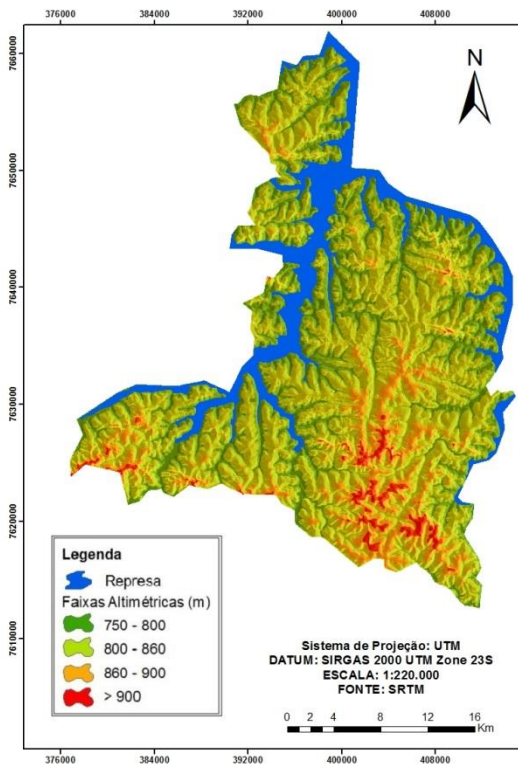 376000 384000 392000 400000 408000
7660000
7650000
7640000
7630000
7620000
7610000
N
Legenda
Represa
Faixas Altimétricas (m)
750 - 800
800 - 860
860 - 900
> 900
Sistema de Projeção: UTM
DATUM: SIRGAS 2000 UTM Zone 23S
ESCALA: 1:220.000
FONTE: SRTM
0 2 4 8 12 16
Km
376000 384000 392000 400000 408000